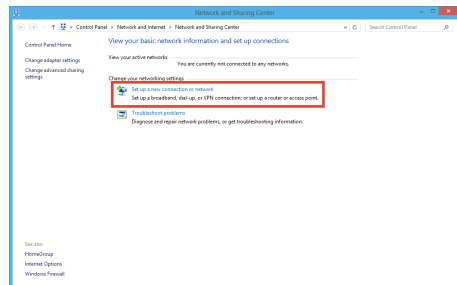 Network and Sharing Center
Control Panel Network and Internet Network and Sharing Center
Search Control Panel
Control Panel Home
Change adapter settings
Change advanced sharing
settings
View your basic network information and set up connections
View your active networks
You are currently not connected to any networks.
Change your networking settings
Set up a new connection or network
Set up a broadband, dial-up, or VPN connection; or set up a router or access point.
Troubleshoot problems
Diagnose and repair network problems, or get troubleshooting information.
See also
HomeGroup
Internet Options
Windows Firewall